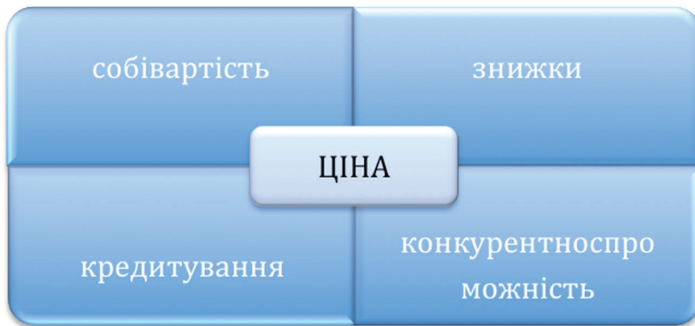 собівартість
знижки
ЦІНА
кредитування
конкурентноспро
можність